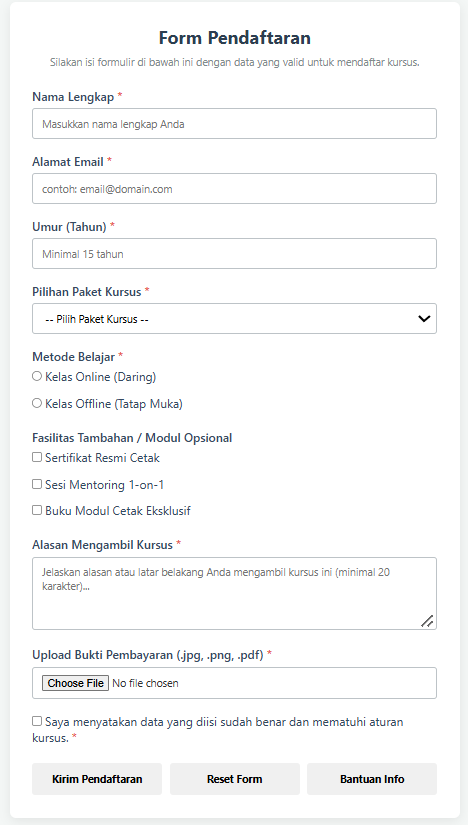 Form Pendaftaran
Silakan isi formulir di bawah ini dengan data yang valid untuk mendaftar kursus.
Nama Lengkap *
Masukkan nama lengkap Anda
Alamat Email *
contoh: email@domain.com
Umur (Tahun) *
Minimal 15 tahun
Pilihan Paket Kursus *
-- Pilih Paket Kursus --
Metode Belajar *
Kelas Online (Daring)
Kelas Offline (Tatap Muka)
Fasilitas Tambahan / Modul Opsional
Sertifikat Resmi Cetak
Sesi Mentoring 1-on-1
Buku Modul Cetak Eksklusif
Alasan Mengambil Kursus *
Jelaskan alasan atau latar belakang Anda mengambil kursus ini (minimal 20
karakter)...
Upload Bukti Pembayaran (.jpg, .png, .pdf) *
Choose File No file chosen
Saya menyatakan data yang diisi sudah benar dan mematuhi aturan
kursus. *
Kirim Pendaftaran Reset Form Bantuan Info